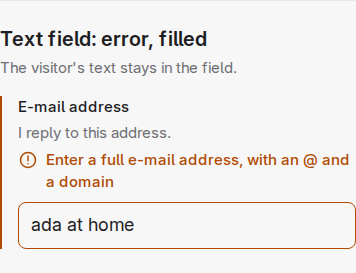 Text field: error, filled
The visitor's text stays in the field.
E-mail address
I reply to this address.
Enter a full e-mail address, with an @ and
a domain
ada at home